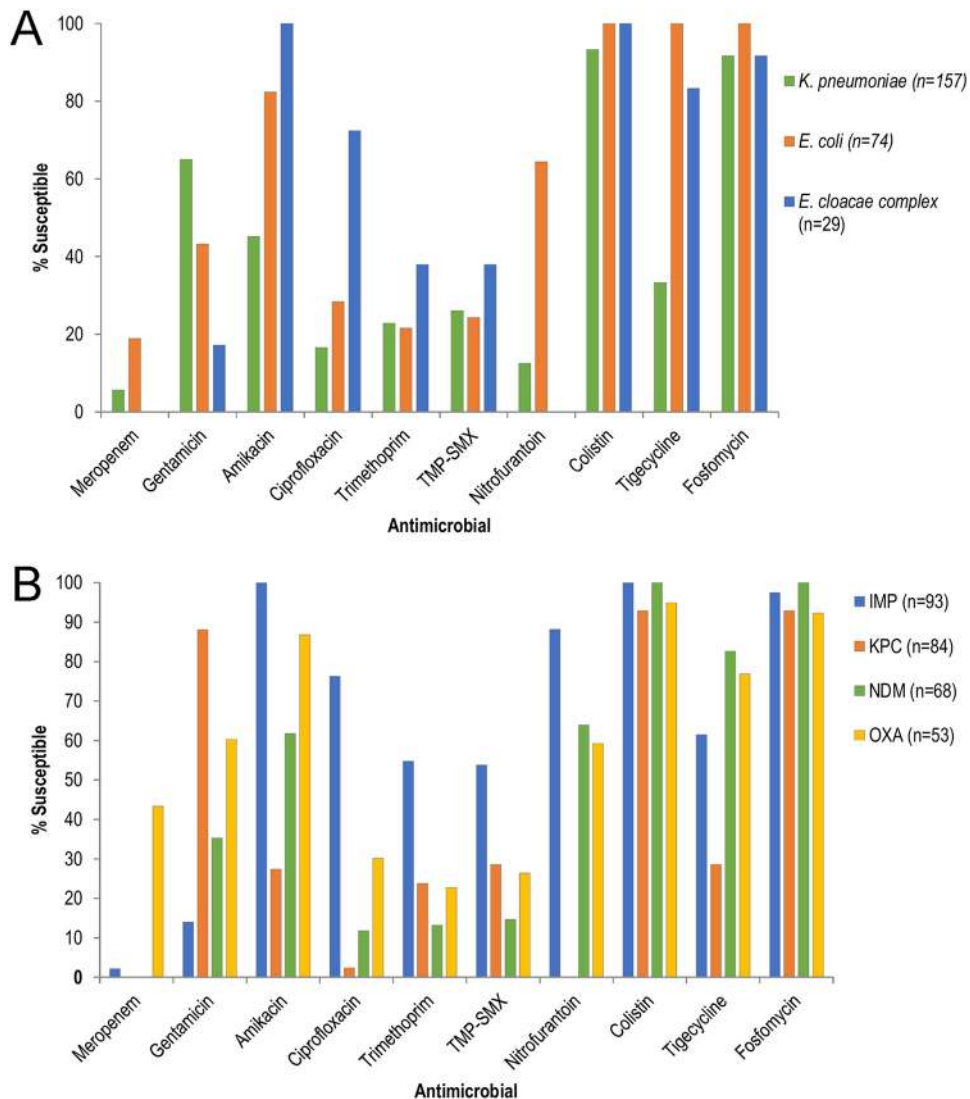 A
100
80
60
40
20
0
% Susceptible
Meropenem
Gentamicin
Amikacin
Ciprofloxacin
Trimethoprim
TMP-SMX
Nitrofurantoin
Colistin
Tigecycline
Fosfomycin
Antimicrobial
K. pneumoniae (n=157)
E. coli (n=74)
E. cloacae complex
(n=29)
B
100
90
80
70
60
50
40
30
20
10
0
% Susceptible
Meropenem
Gentamicin
Amikacin
Ciprofloxacin
Trimethoprim
TMP-SMX
Nitrofurantoin
Colistin
Tigecycline
Fosfomycin
Antimicrobial
IMP (n=93)
KPC (n=84)
NDM (n=68)
OXA (n=53)